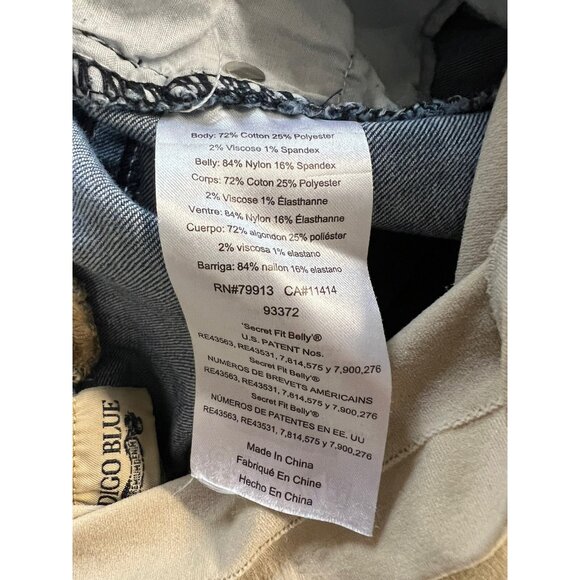 Body: 72% Cotton 25% Polyester
2% Viscose 1% Spandex
Belly: 84% Nylon 16% Spandex
Corps: 72% Coton 25% Polyester
2% Viscose 1% Élasthanne
Ventre: 84% Nylon 16% Élasthanne
Cuerpo: 72% algondon 25% poliéster
2% viscosa 1% elastano
Barriga: 84% nailon 16% elastano
RN#79913 CA#11414
93372
'Secret Fit Belly'®
U.S. PATENT Nos.
RE43563, RE43531, 7,814,575 y 7,900,276
Secret Fit Belly'®
NUMÉROS DE BREVETS AMÉRICAINS
RE43563, RE43531, 7,814,575 y 7,900,276
Secret Fit Belly'®
NÚMEROS DE PATENTES EN EE. UU
RE43563, RE43531, 7,814,575 y 7,900,276
Made In China
Fabriqué En Chine
Hecho En China
DIGO BLUE
PREMIUM DENIM